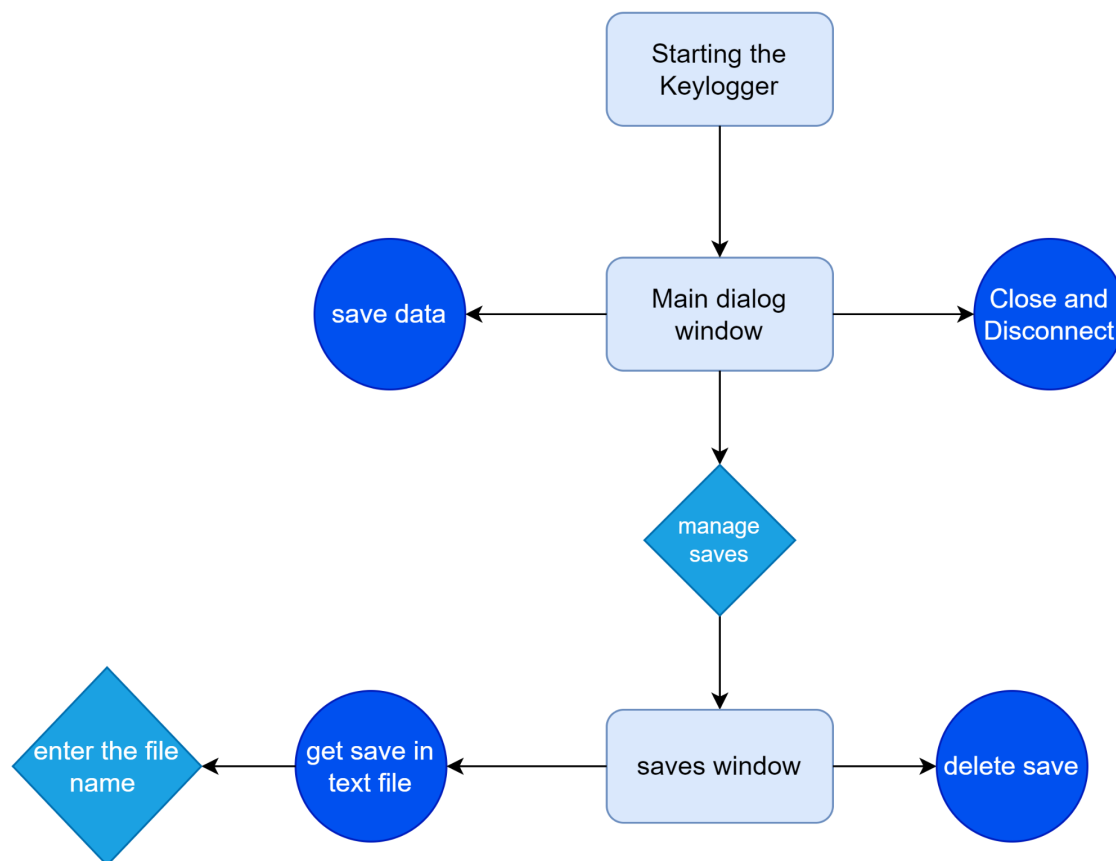 Starting the
Keylogger
save data
Main dialog
window
Close and
Disconnect
manage
saves
enter the file
name
get save in
text file
saves window
delete save